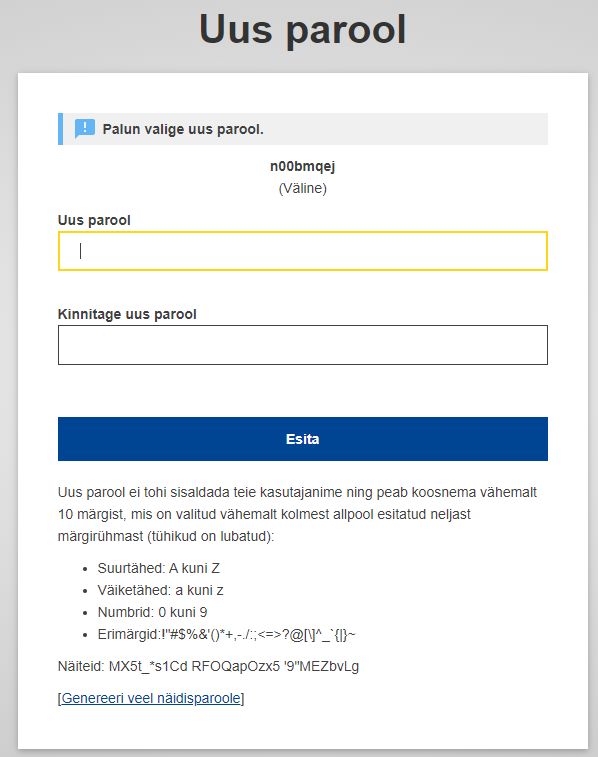 Uus parool
Palun valige uus parool.
n00bmqej
(Väline)
Uus parool
Kinnitage uus parool
Esita
Uus parool ei tohi sisaldada teie kasutajanime ning peab koosnema vähemalt
10 märgist, mis on valitud vähemalt kolmest allpool esitatud neljast
märgirühmast (tühikud on lubatud):
• Suurtähed: A kuni Z
• Väiketähed: a kuni z
• Numbrid: 0 kuni 9
• Erimärgid:!"#$%&'()*+,-./:;<=>?@[\]^_`{|}~
Näiteid: MX5t_*s1Cd RFOQapOzx5 '9"MEZbvLg
[Genereeri veel näidisparoole]